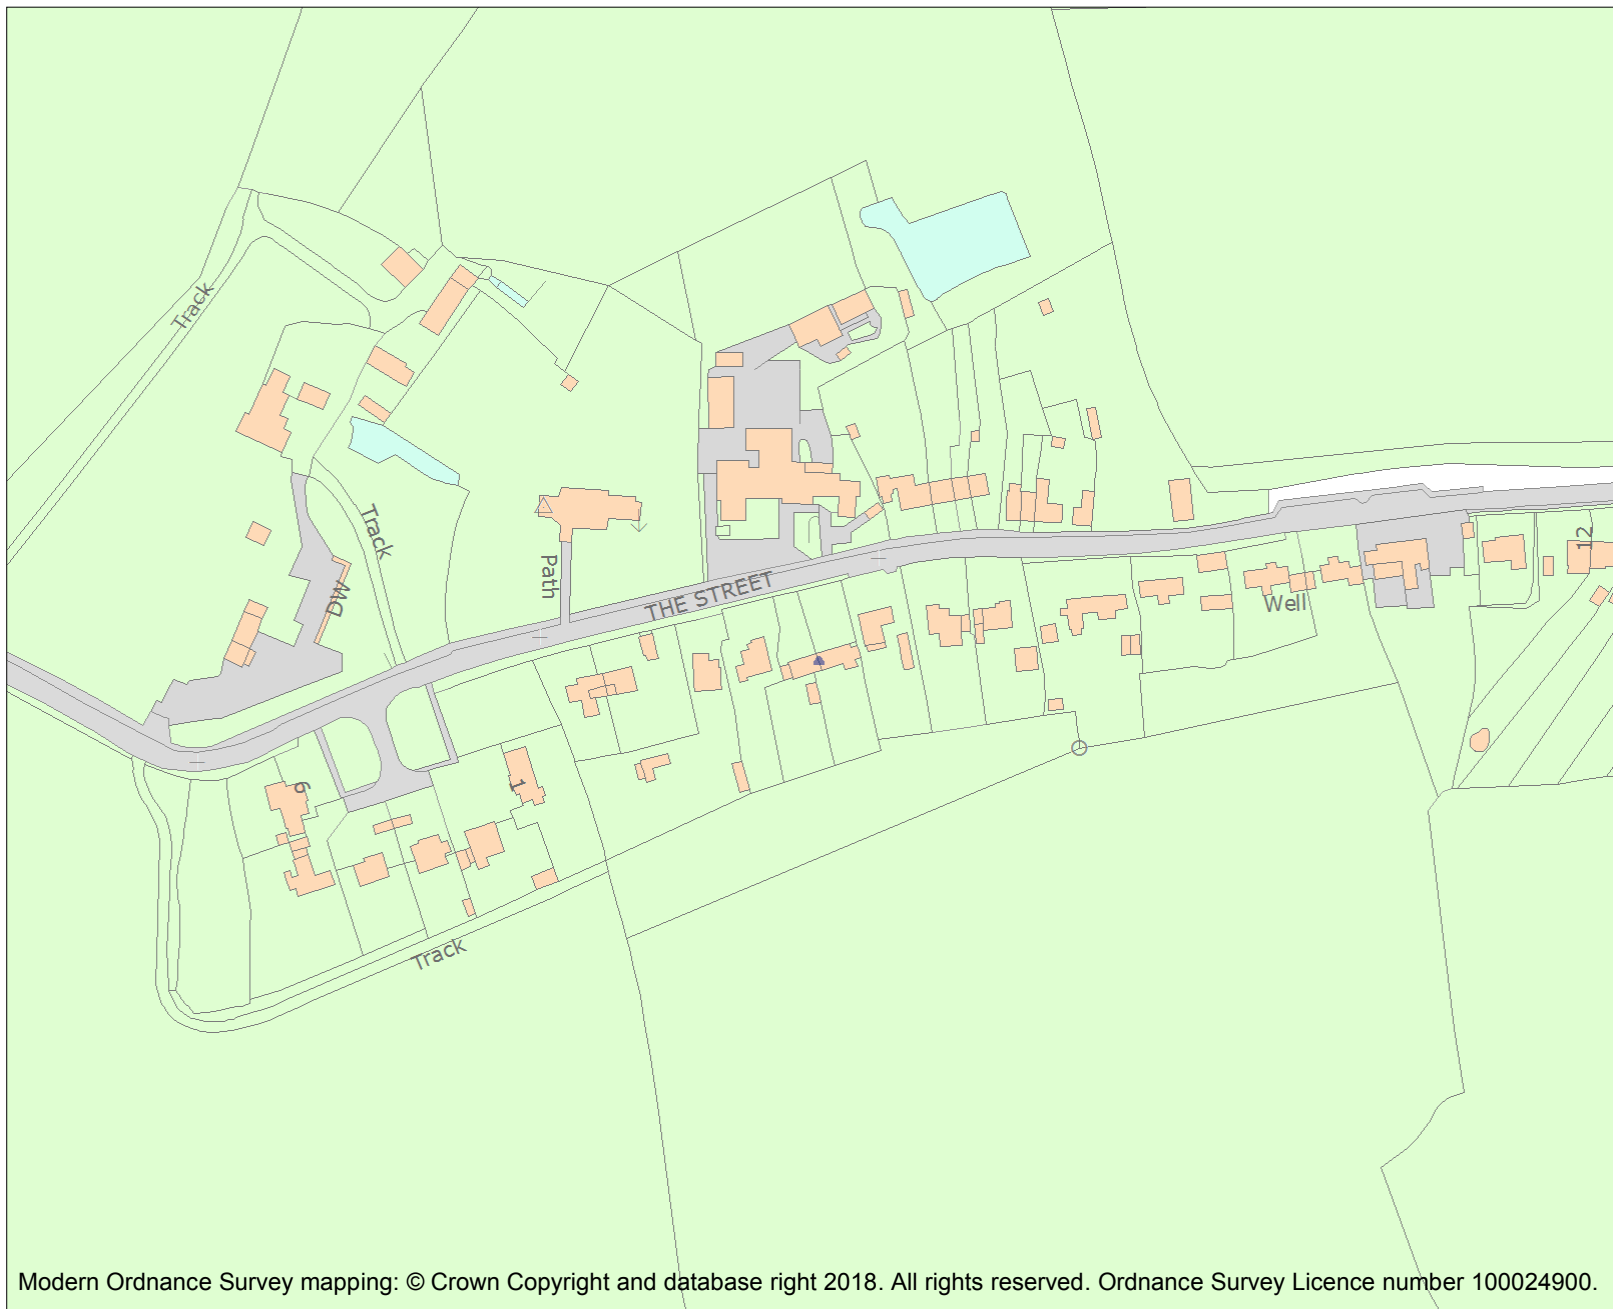 Track
Track
DW
Path
THE STREET
12
Well
6
1
Track
Modern Ordnance Survey mapping: © Crown Copyright and database right 2018. All rights reserved. Ordnance Survey Licence number 100024900.